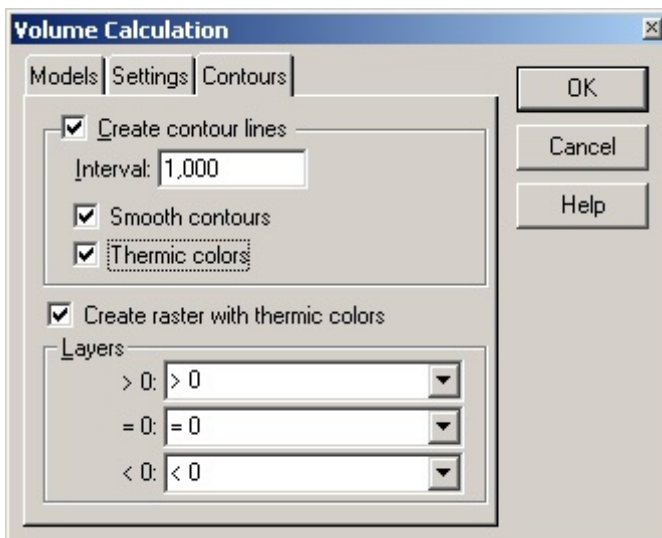 Volume Calculation
Models Settings Contours
Create contour lines
Interval: 1,000
Smooth contours
Thermic colors
Create raster with thermic colors
Layers
> 0: > 0
= 0: = 0
< 0: < 0
OK
Cancel
Help